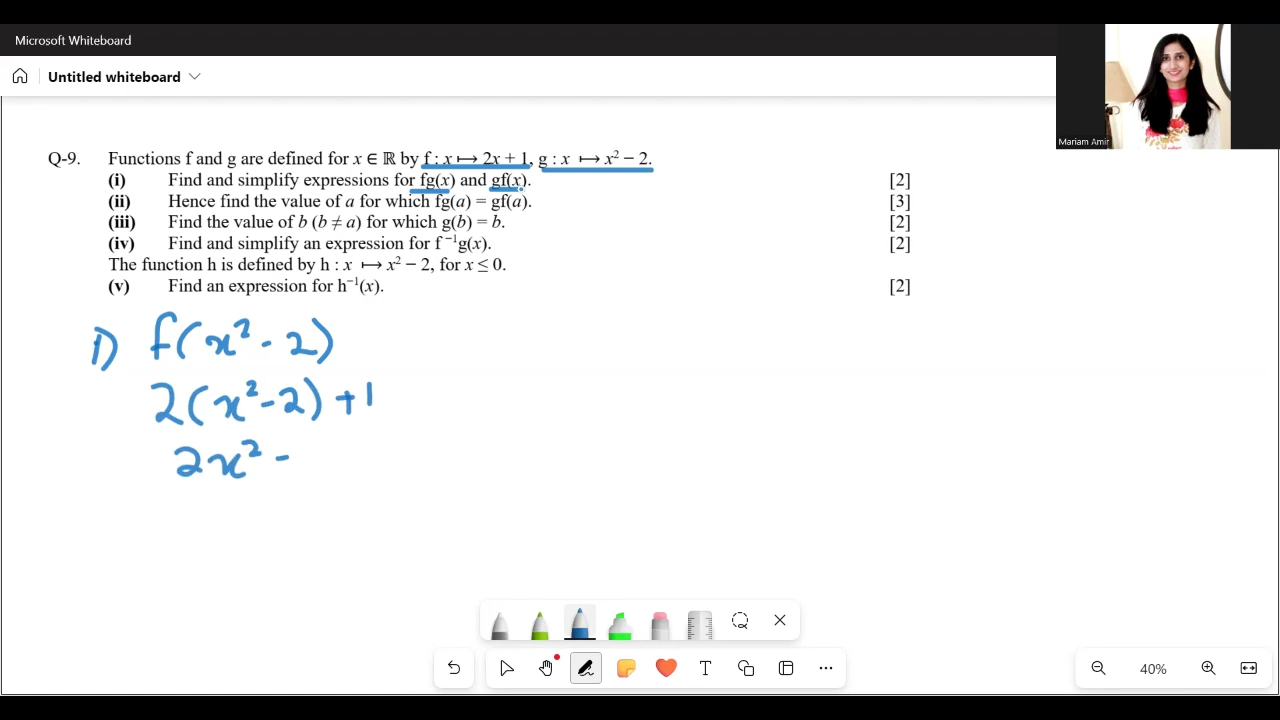 Microsoft Whiteboard
Untitled whiteboard
Mariam Amir
Q-9. Functions f and g are defined for x ∈ ℝ by f : x ↦ 2x + 1, g : x ↦ x² − 2.
(i) Find and simplify expressions for fg(x) and gf(x). [2]
(ii) Hence find the value of a for which fg(a) = gf(a). [3]
(iii) Find the value of b (b ≠ a) for which g(b) = b. [2]
(iv) Find and simplify an expression for f⁻¹g(x). [2]
The function h is defined by h : x ↦ x² − 2, for x ≤ 0.
(v) Find an expression for h⁻¹(x). [2]
1) f(x² - 2)
2(x² - 2) + 1
2x² -
40%